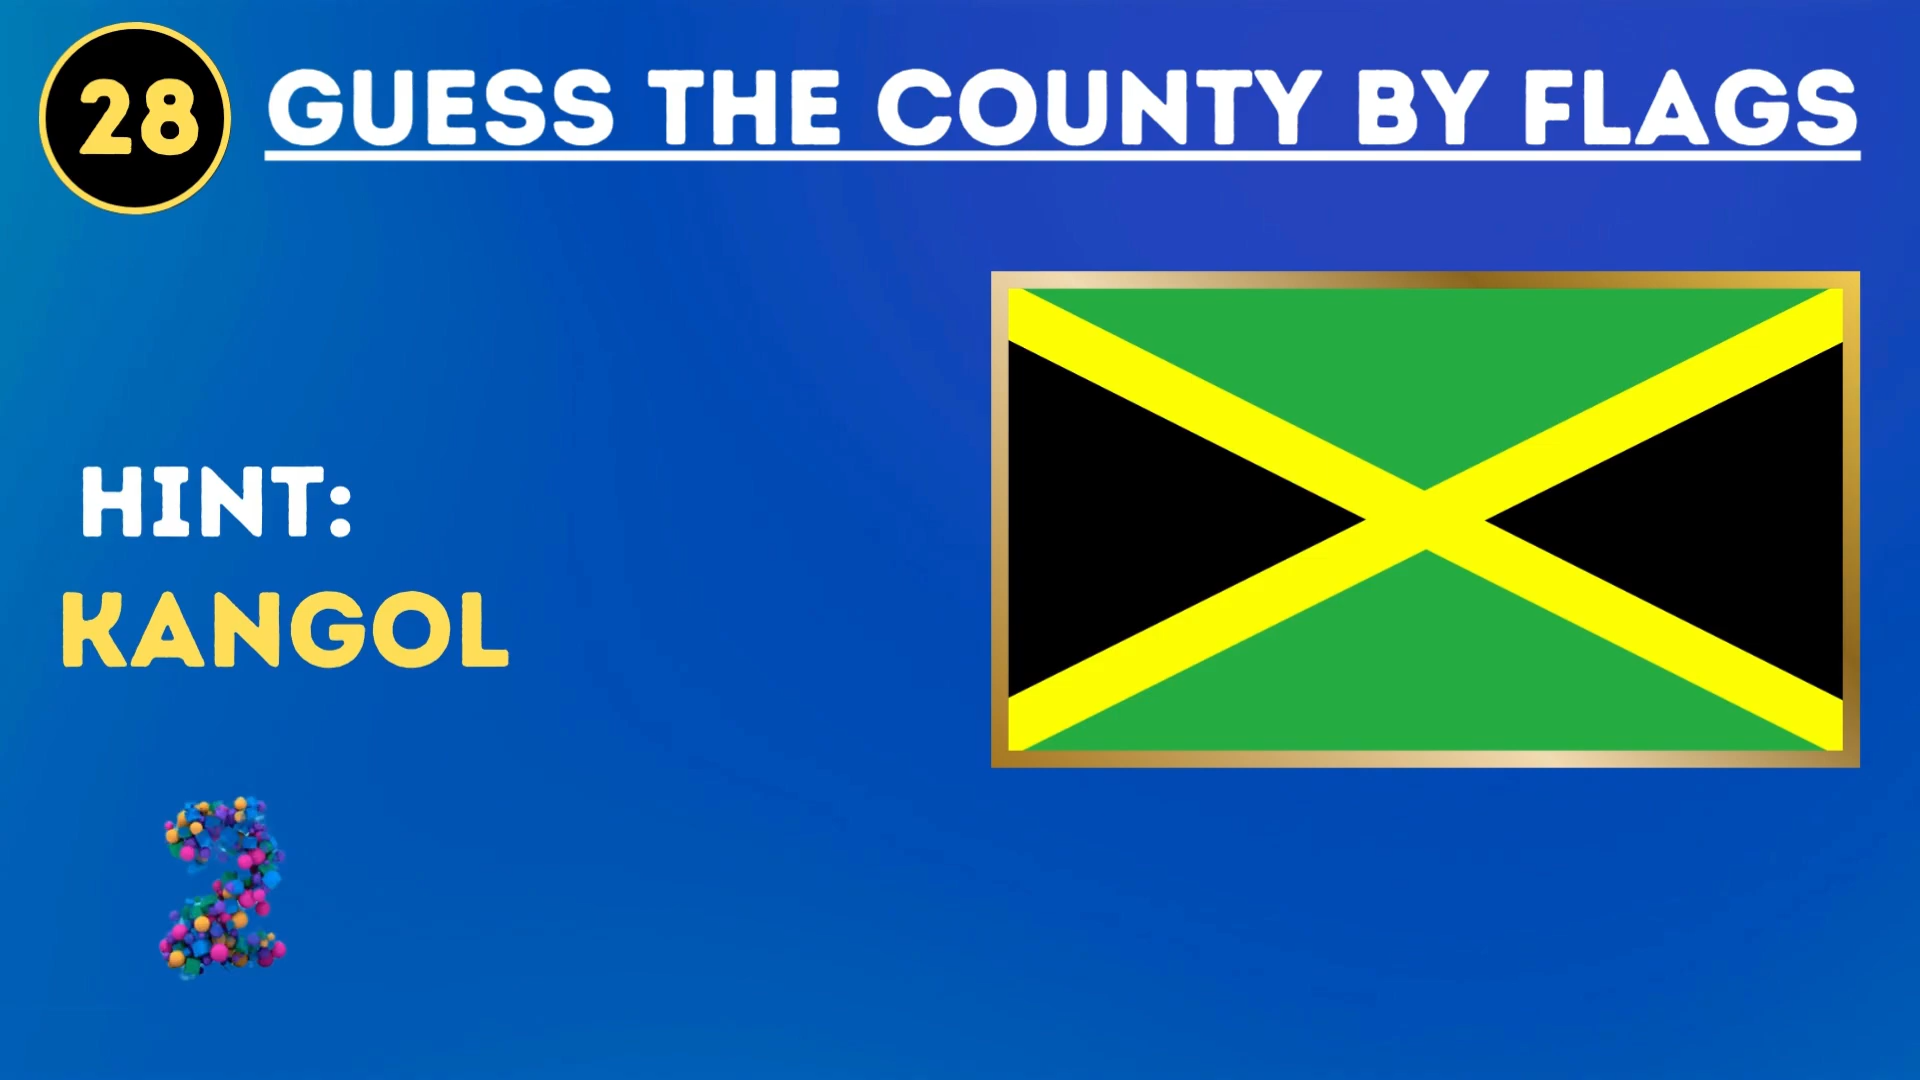 28
GUESS THE COUNTY BY FLAGS
HINT:
KANGOL
2